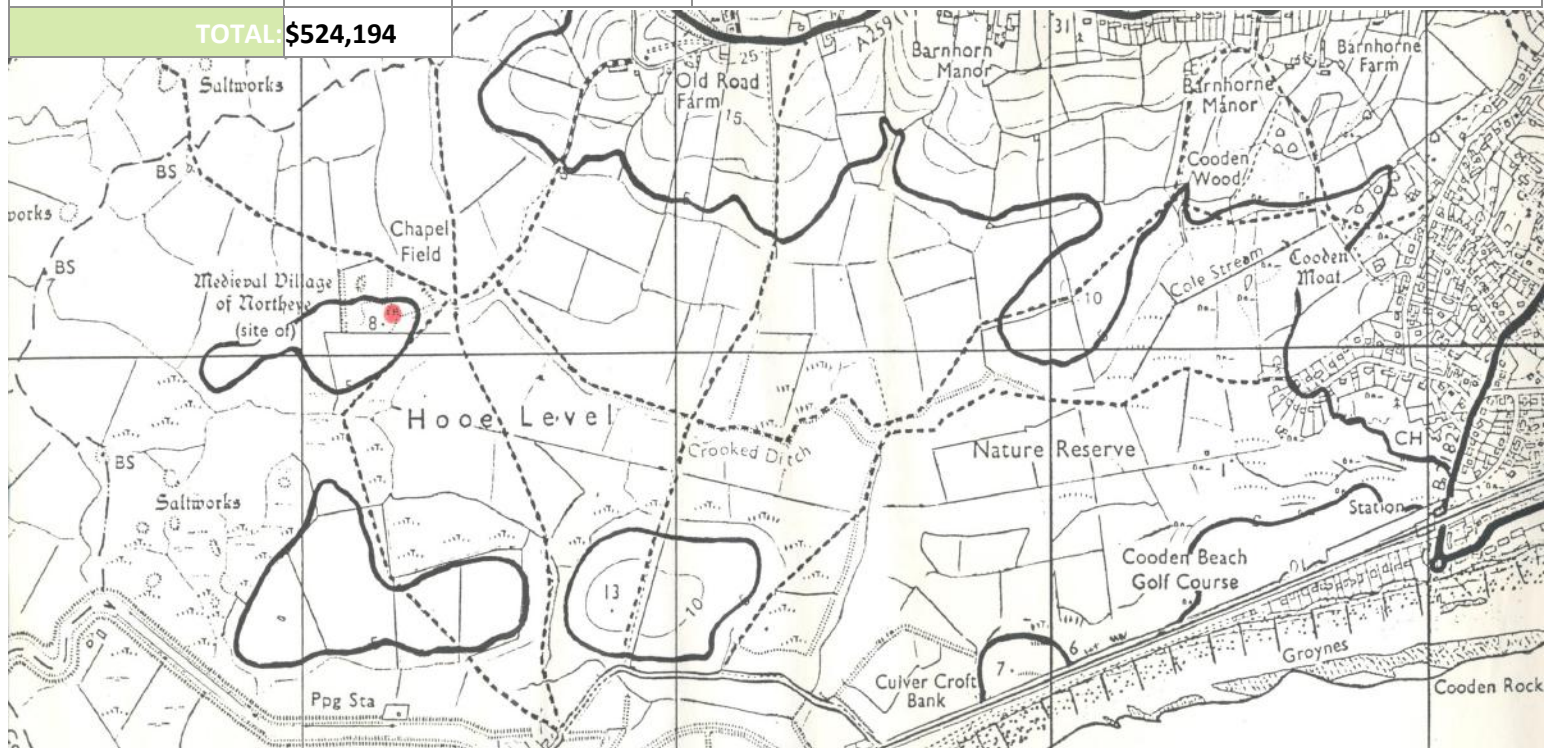 TOTAL: $524,194
Saltworks
25
Old Road
Farm
15
A259(T)
Barnhorn
Manor
31
Barnhorne
Manor
Barnhorne
Farm
BS
Cooden
Wood
works
Chapel
Field
BS
Medieval Village
of Northeye
(site of)
8
Cole Stream
Cooden
Moat
10
Hooe Level
Crooked Ditch
Nature Reserve
CH
B
82
BS
Saltworks
Station
Cooden Beach
Golf Course
13
10
6
7
Groynes
Culver Croft
Bank
Ppg Sta
Cooden Rock